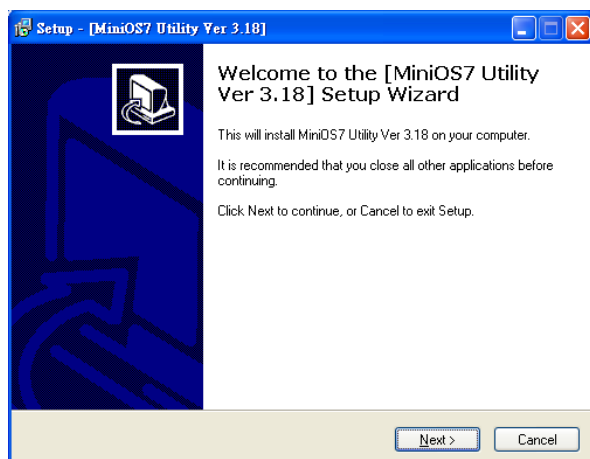 Setup - [MiniOS7 Utility Ver 3.18]
Welcome to the [MiniOS7 Utility
Ver 3.18] Setup Wizard
This will install MiniOS7 Utility Ver 3.18 on your computer.
It is recommended that you close all other applications before
continuing.
Click Next to continue, or Cancel to exit Setup.
Next >
Cancel